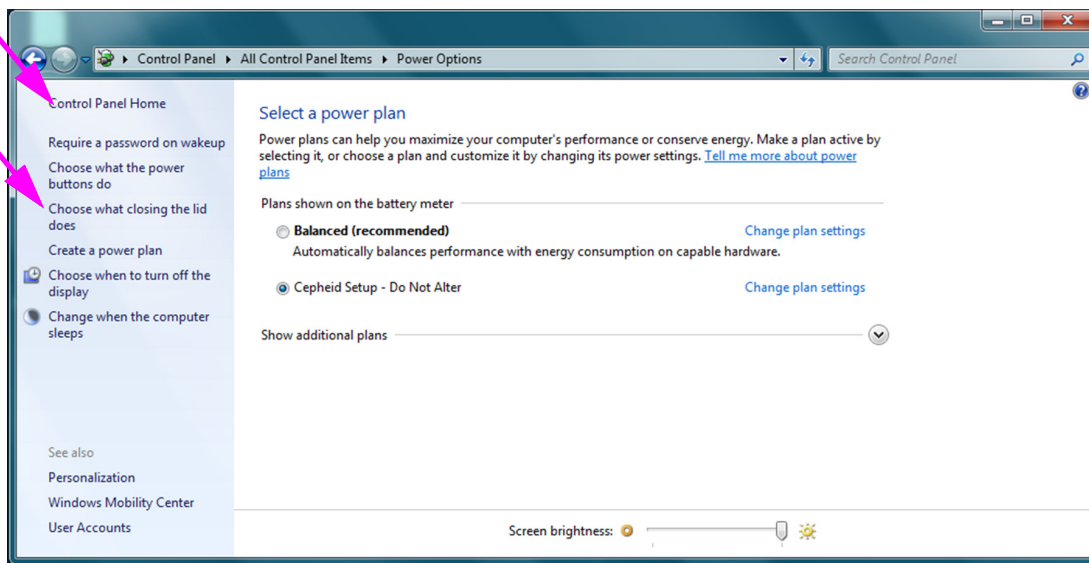 Control Panel ▸ All Control Panel Items ▸ Power Options
Search Control Panel
Control Panel Home
Require a password on wakeup
Choose what the power
buttons do
Choose what closing the lid
does
Create a power plan
Choose when to turn off the
display
Change when the computer
sleeps
See also
Personalization
Windows Mobility Center
User Accounts
Select a power plan
Power plans can help you maximize your computer's performance or conserve energy. Make a plan active by
selecting it, or choose a plan and customize it by changing its power settings. Tell me more about power
plans
Plans shown on the battery meter
Balanced (recommended) Change plan settings
Automatically balances performance with energy consumption on capable hardware.
Cepheid Setup - Do Not Alter Change plan settings
Show additional plans
Screen brightness: